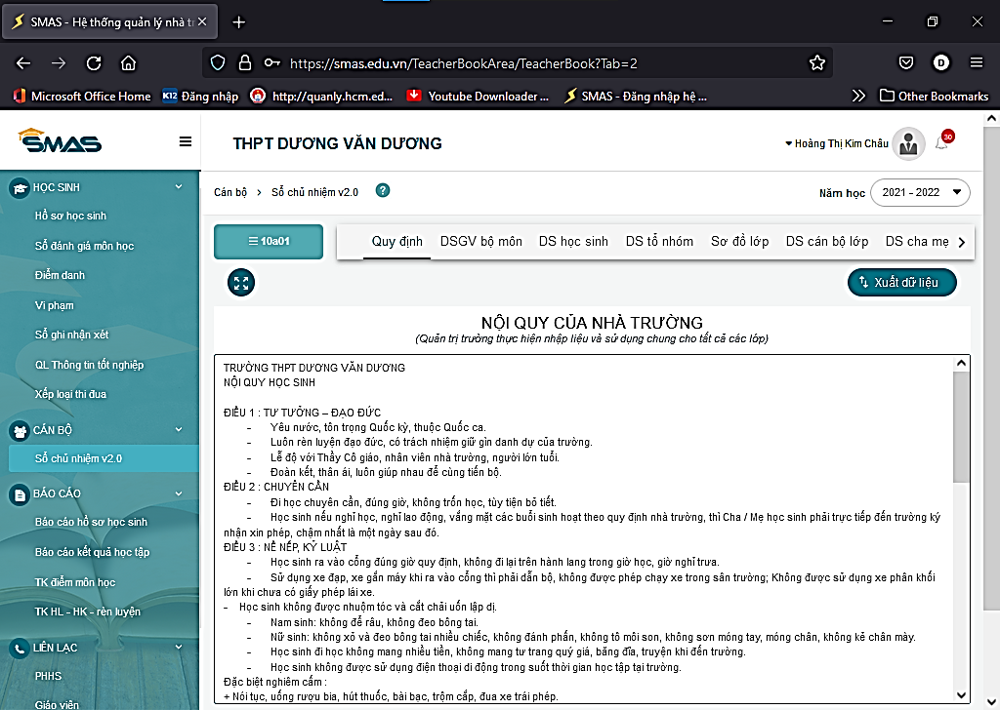 SMAS - Hệ thống quản lý nhà tr
https://smas.edu.vn/TeacherBookArea/TeacherBook?Tab=2
D
Microsoft Office Home
K12 Đăng nhập
http://quanly.hcm.ed...
Youtube Downloader ...
SMAS - Đăng nhập hệ ...
Other Bookmarks
SMAS
THPT DƯƠNG VĂN DƯƠNG
Hoàng Thị Kim Châu
30
HỌC SINH
Hồ sơ học sinh
Sổ đánh giá môn học
Điểm danh
Vi phạm
Sổ ghi nhận xét
QL Thông tin tốt nghiệp
Xếp loại thi đua
CÁN BỘ
Sổ chủ nhiệm v2.0
BÁO CÁO
Báo cáo hồ sơ học sinh
Báo cáo kết quả học tập
TK điểm môn học
TK HL - HK - rèn luyện
LIÊN LẠC
PHHS
Giáo viên
Cán bộ > Sổ chủ nhiệm v2.0 ?
Năm học 2021 - 2022
10a01
Quy định
DSGV bộ môn
DS học sinh
DS tổ nhóm
Sơ đồ lớp
DS cán bộ lớp
DS cha mẹ
Xuất dữ liệu
NỘI QUY CỦA NHÀ TRƯỜNG
(Quản trị trường thực hiện nhập liệu và sử dụng chung cho tất cả các lớp)
TRƯỜNG THPT DƯƠNG VĂN DƯƠNG
NỘI QUY HỌC SINH
ĐIỀU 1 : TƯ TƯỞNG – ĐẠO ĐỨC
- Yêu nước, tôn trọng Quốc kỳ, thuộc Quốc ca.
- Luôn rèn luyện đạo đức, có trách nhiệm giữ gìn danh dự của trường.
- Lễ độ với Thầy Cô giáo, nhân viên nhà trường, người lớn tuổi.
- Đoàn kết, thân ái, luôn giúp nhau để cùng tiến bộ.
ĐIỀU 2 : CHUYÊN CẦN
- Đi học chuyên cần, đúng giờ, không trốn học, tùy tiện bỏ tiết.
- Học sinh nếu nghỉ học, nghỉ lao động, vắng mặt các buổi sinh hoạt theo quy định nhà trường, thì Cha / Mẹ học sinh phải trực tiếp đến trường ký
nhận xin phép, chậm nhất là một ngày sau đó.
ĐIỀU 3 : NỀ NẾP, KỶ LUẬT
- Học sinh ra vào cổng đúng giờ quy định, không đi lại trên hành lang trong giờ học, giờ nghỉ trưa.
- Sử dụng xe đạp, xe gắn máy khi ra vào cổng thì phải dẫn bộ, không được phép chạy xe trong sân trường; Không được sử dụng xe phân khối
lớn khi chưa có giấy phép lái xe.
- Học sinh không được nhuộm tóc và cắt chải uốn lập dị.
- Nam sinh: không để râu, không đeo bông tai.
- Nữ sinh: không xỏ và đeo bông tai nhiều chiếc, không đánh phấn, không tô môi son, không sơn móng tay, móng chân, không kẻ chân mày.
- Học sinh đi học không mang nhiều tiền, không mang tư trang quý giá, băng đĩa, truyện khi đến trường.
- Học sinh không được sử dụng điện thoại di động trong suốt thời gian học tập tại trường.
Đặc biệt nghiêm cấm :
+ Nói tục, uống rượu bia, hút thuốc, bài bạc, trộm cắp, đua xe trái phép.